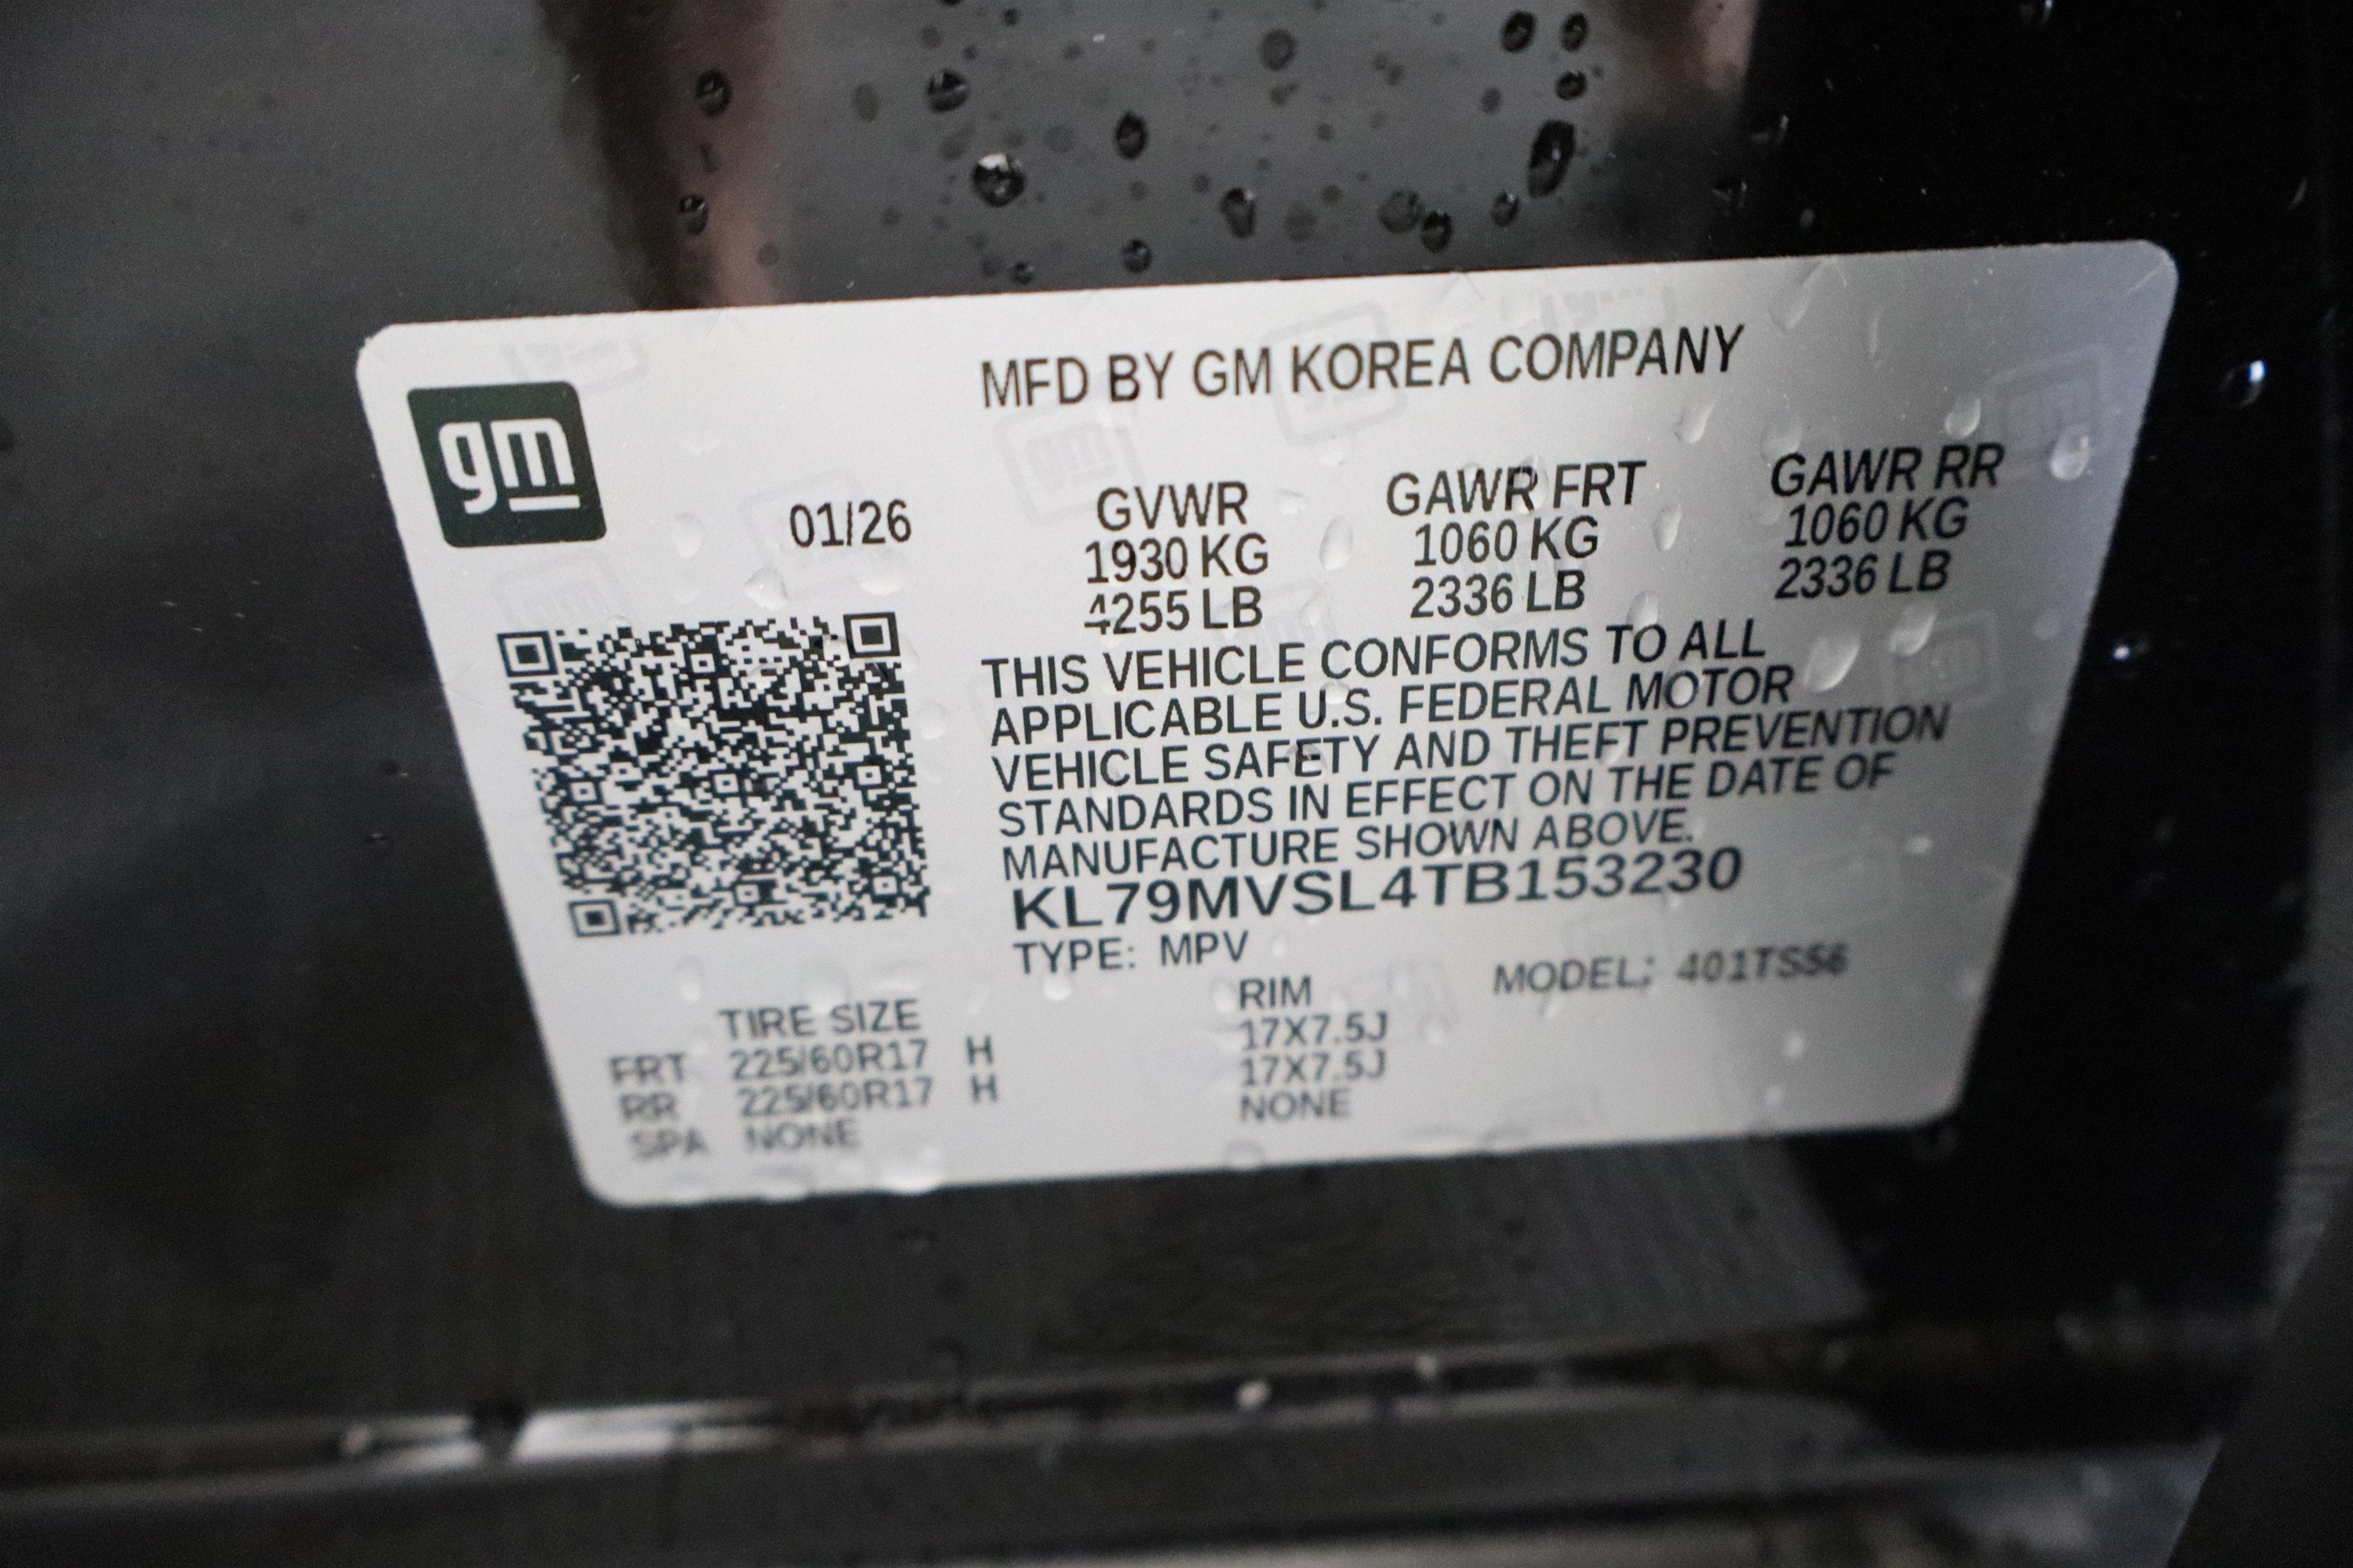 gm
MFD BY GM KOREA COMPANY
01/26
GVWR GAWR FRT GAWR RR
1930 KG 1060 KG 1060 KG
4255 LB 2336 LB 2336 LB
THIS VEHICLE CONFORMS TO ALL
APPLICABLE U.S. FEDERAL MOTOR
VEHICLE SAFETY AND THEFT PREVENTION
STANDARDS IN EFFECT ON THE DATE OF
MANUFACTURE SHOWN ABOVE.
KL79MVSL4TB153230
TYPE: MPV
MODEL: 401TS56
TIRE SIZE RIM
FRT 225/60R17 H 17X7.5J
RR 225/60R17 H 17X7.5J
SPA NONE NONE